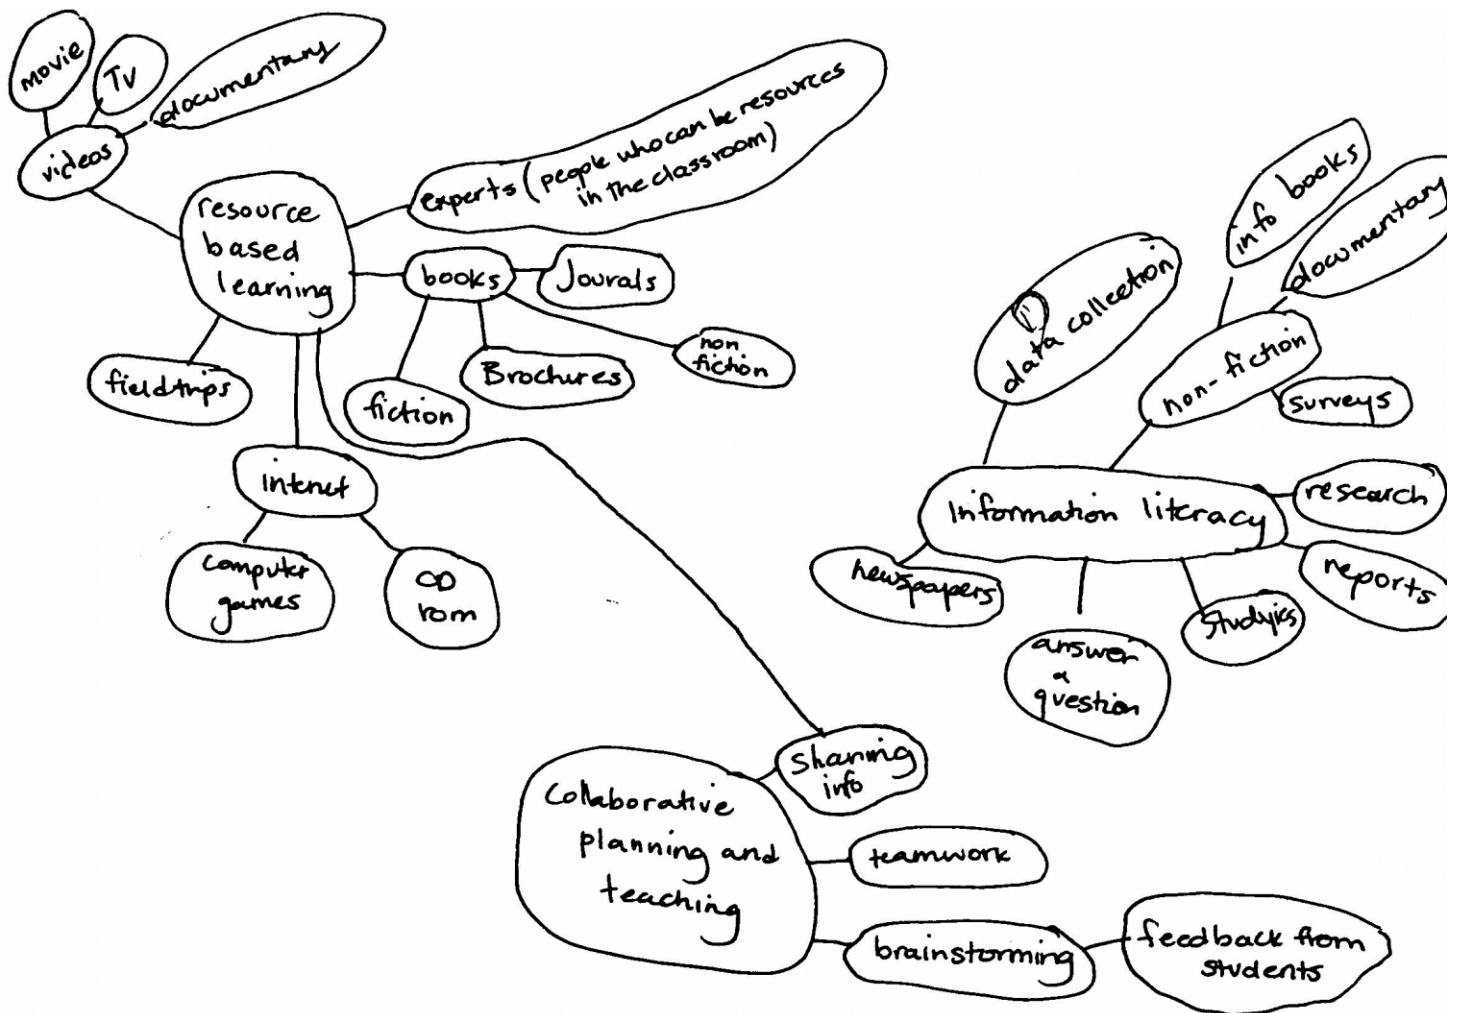 movie
TV
documentary
videos
resource
based
learning
experts (people who can be resources
in the classroom)
books
Jourals
non
fiction
Brochures
fiction
fieldtrips
computer
games
CD
rom
data collection
info books
documentary
non-fiction
surveys
Information literacy
research
reports
newspapers
answer
a
question
sharing
info
Collaborative
planning and
teaching
teamwork
brainstorming
feedback from
students